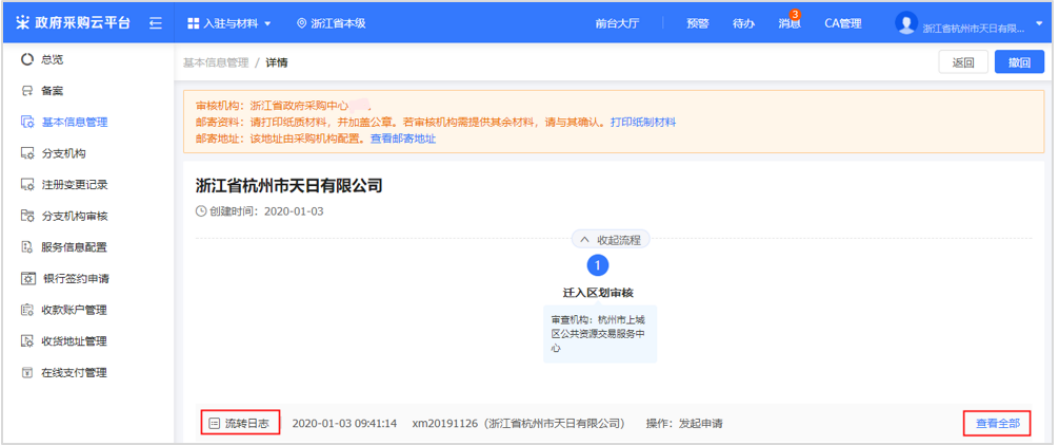 政府采购云平台
入驻与材料
浙江省本级
前台大厅
预警
待办
消息
3
CA管理
浙江省杭州市天日有限...
总览
备案
基本信息管理
分支机构
注册变更记录
分支机构审核
服务信息配置
银行签约申请
收款账户管理
收货地址管理
在线支付管理
基本信息管理 / 详情
返回
撤回
审核机构：浙江省政府采购中心
邮寄资料：请打印纸质材料，并加盖公章。若审核机构需提供其余材料，请与其确认。打印纸制材料
邮寄地址：该地址由采购机构配置。查看邮寄地址
浙江省杭州市天日有限公司
创建时间：2020-01-03
收起流程
1
迁入区划审核
审查机构：杭州市上城
区公共资源交易服务中
心
流转日志 2020-01-03 09:41:14 xm20191126（浙江省杭州市天日有限公司） 操作：发起申请 查看全部